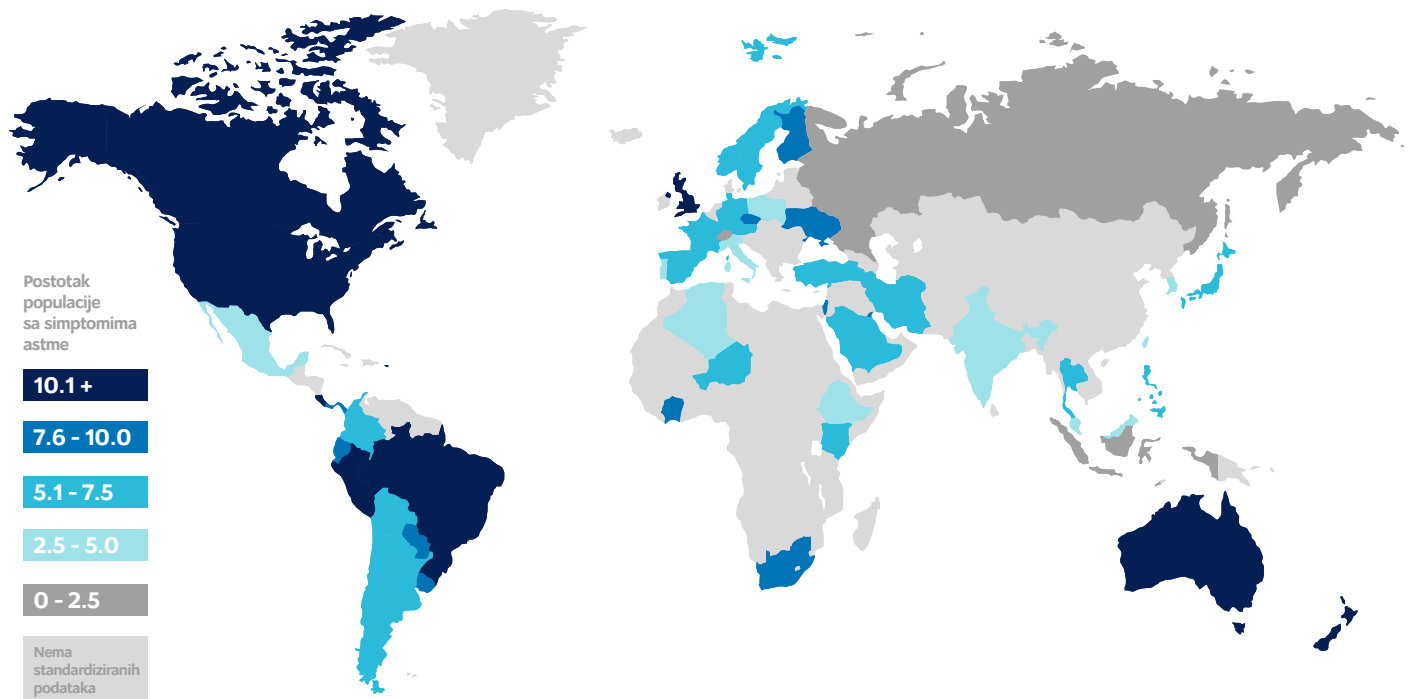 Postotak
populacije
sa simptomima
astme
10.1 +
7.6 - 10.0
5.1 - 7.5
2.5 - 5.0
0 - 2.5
Nema
standardiziranih
podataka